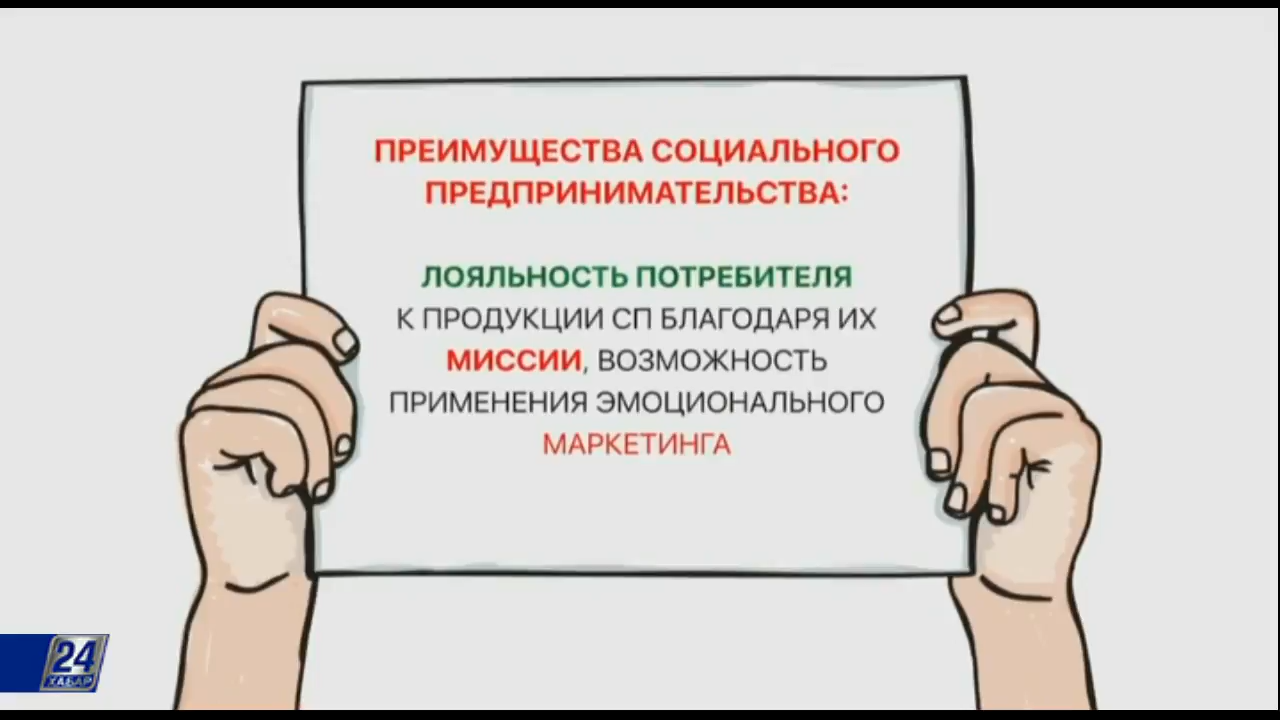 ПРЕИМУЩЕСТВА СОЦИАЛЬНОГО
ПРЕДПРИНИМАТЕЛЬСТВА:
ЛОЯЛЬНОСТЬ ПОТРЕБИТЕЛЯ
К ПРОДУКЦИИ СП БЛАГОДАРЯ ИХ
МИССИИ, ВОЗМОЖНОСТЬ
ПРИМЕНЕНИЯ ЭМОЦИОНАЛЬНОГО
МАРКЕТИНГА
24
ХАБАР